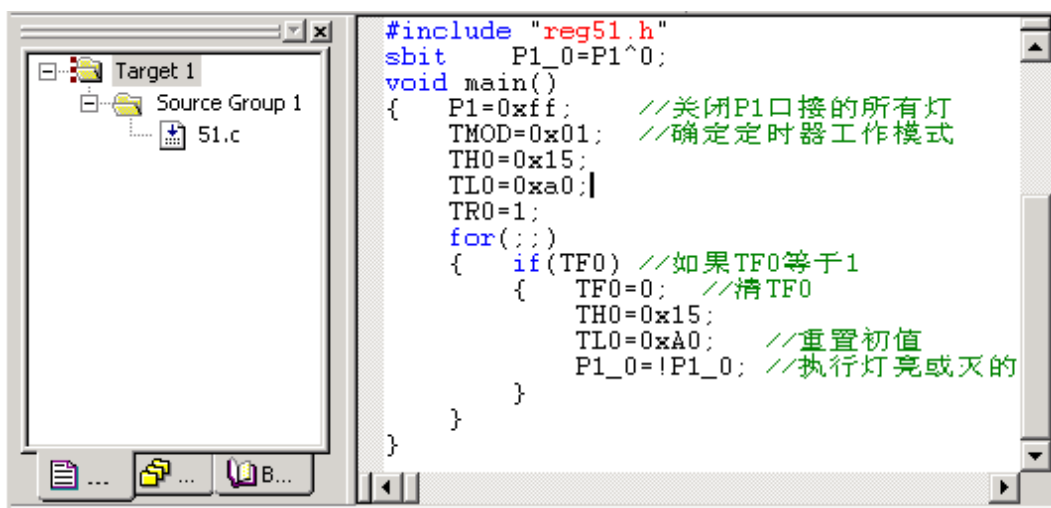 Target 1
Source Group 1
51.c
...
...
B...
#include "reg51.h"
sbit    P1_0=P1^0;
void main()
{   P1=0xff;    //关闭P1口接的所有灯
    TMOD=0x01;  //确定定时器工作模式
    TH0=0x15;
    TL0=0xa0;
    TR0=1;
    for(;;)
    {   if(TF0) //如果TF0等于1
        {   TF0=0;  //清TF0
            TH0=0x15;
            TL0=0xA0;   //重置初值
            P1_0=!P1_0; //执行灯亮或灭的
        }
    }
}